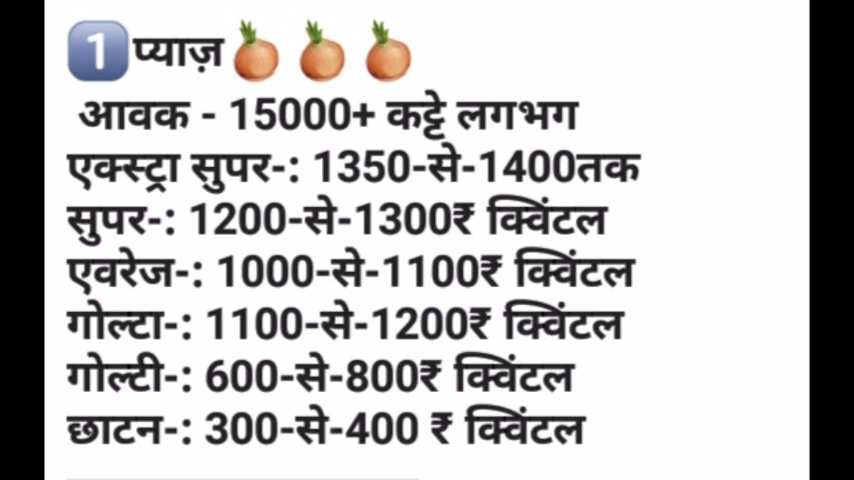 1️⃣प्याज़🧅🧅🧅
आवक - 15000+ कट्टे लगभग
एक्स्ट्रा सुपर-: 1350-से-1400तक
सुपर-: 1200-से-1300₹ क्विंटल
एवरेज-: 1000-से-1100₹ क्विंटल
गोल्टा-: 1100-से-1200₹ क्विंटल
गोल्टी-: 600-से-800₹ क्विंटल
छाटन-: 300-से-400 ₹ क्विंटल